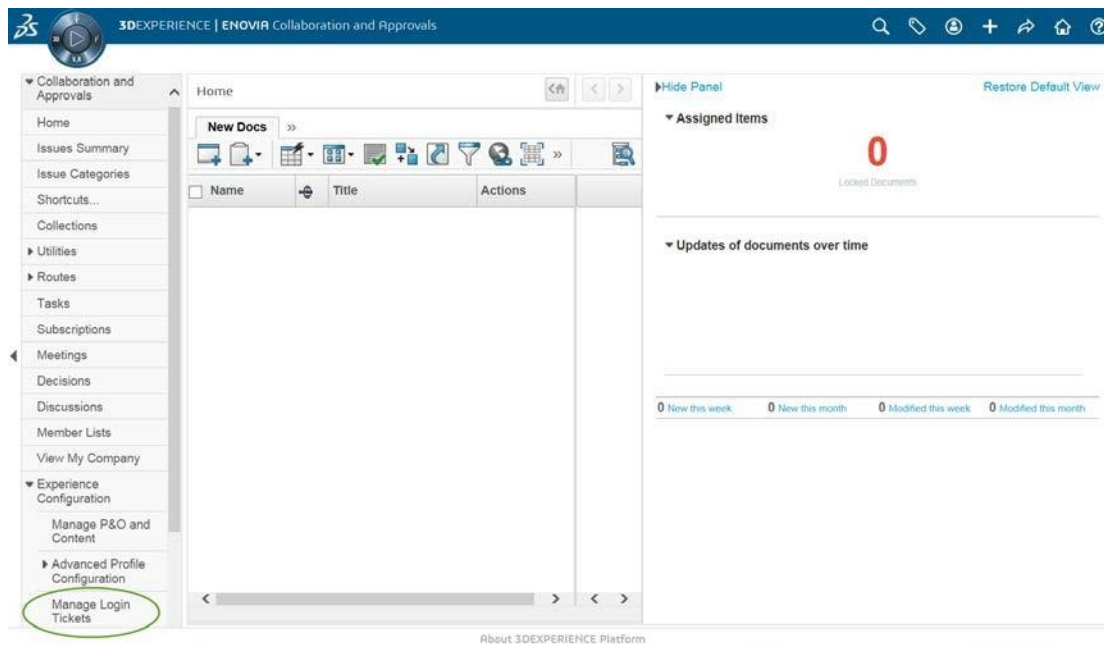 3DEXPERIENCE | ENOVIA Collaboration and Approvals
Collaboration and
Approvals
Home
Issues Summary
Issue Categories
Shortcuts...
Collections
Utilities
Routes
Tasks
Subscriptions
Meetings
Decisions
Discussions
Member Lists
View My Company
Experience
Configuration
Manage P&O and
Content
Advanced Profile
Configuration
Manage Login
Tickets
Home
New Docs »
»
Name Title Actions
Hide Panel Restore Default View
Assigned Items
0
Locked Documents
Updates of documents over time
0 New this week 0 New this month 0 Modified this week 0 Modified this month
About 3DEXPERIENCE Platform